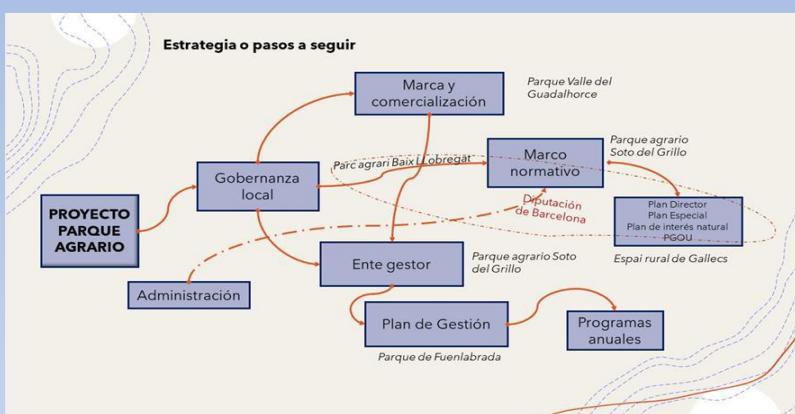 Estrategia o pasos a seguir
Marca y
comercialización
Parque Valle del
Guadalhorce
Parque agrario
Soto del Grillo
Marco
normativo
Parc agrari Baix LLobregat
Gobernanza
local
Diputación
de Barcelona
Plan Director
Plan Especial
Plan de interés natural
PGOU
PROYECTO
PARQUE
AGRARIO
Espai rural de Gallecs
Ente gestor
Parque agrario Soto
del Grillo
Administración
Plan de Gestión
Programas
anuales
Parque de Fuenlabrada